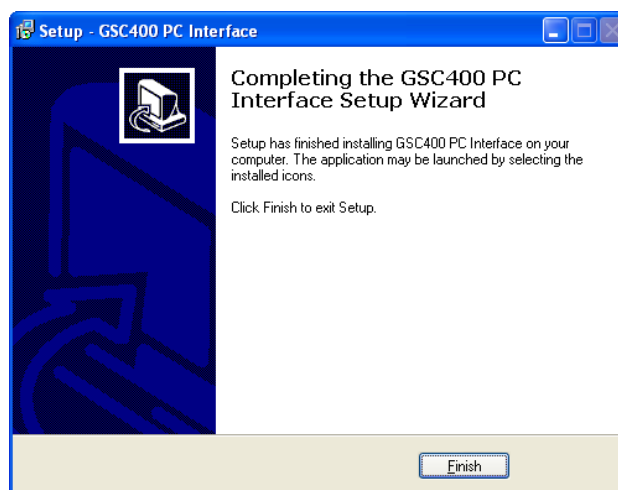 Setup - GSC400 PC Interface
Completing the GSC400 PC
Interface Setup Wizard
Setup has finished installing GSC400 PC Interface on your
computer. The application may be launched by selecting the
installed icons.
Click Finish to exit Setup.
Finish